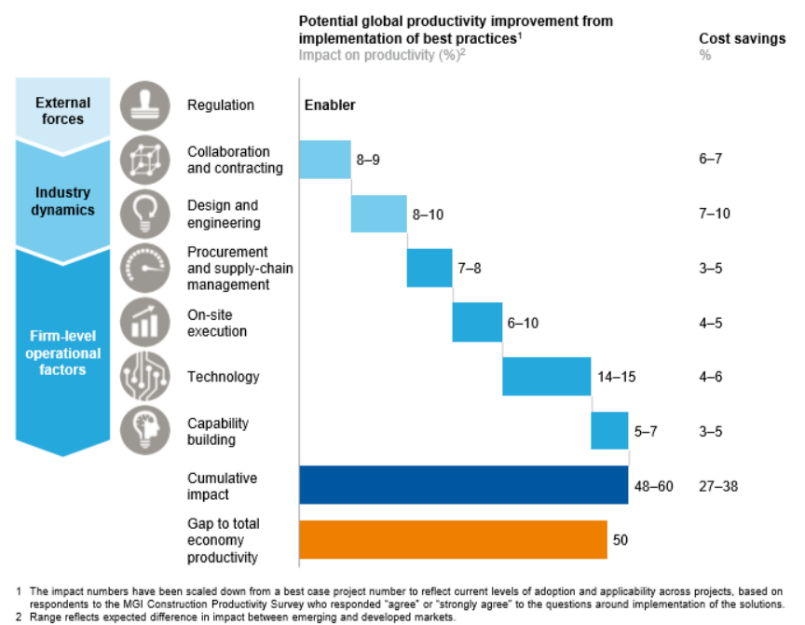 Potential global productivity improvement from
implementation of best practices¹
Impact on productivity (%)²
Cost savings
%
External
forces
Regulation
Enabler
Industry
dynamics
Collaboration
and contracting
8–9
6–7
Design and
engineering
8–10
7–10
Firm-level
operational
factors
Procurement
and supply-chain
management
7–8
3–5
On-site
execution
6–10
4–5
Technology
14–15
4–6
Capability
building
5–7
3–5
Cumulative
impact
48–60
27–38
Gap to total
economy
productivity
50
1 The impact numbers have been scaled down from a best case project number to reflect current levels of adoption and applicability across projects, based on
respondents to the MGI Construction Productivity Survey who responded “agree” or “strongly agree” to the questions around implementation of the solutions.
2 Range reflects expected difference in impact between emerging and developed markets.